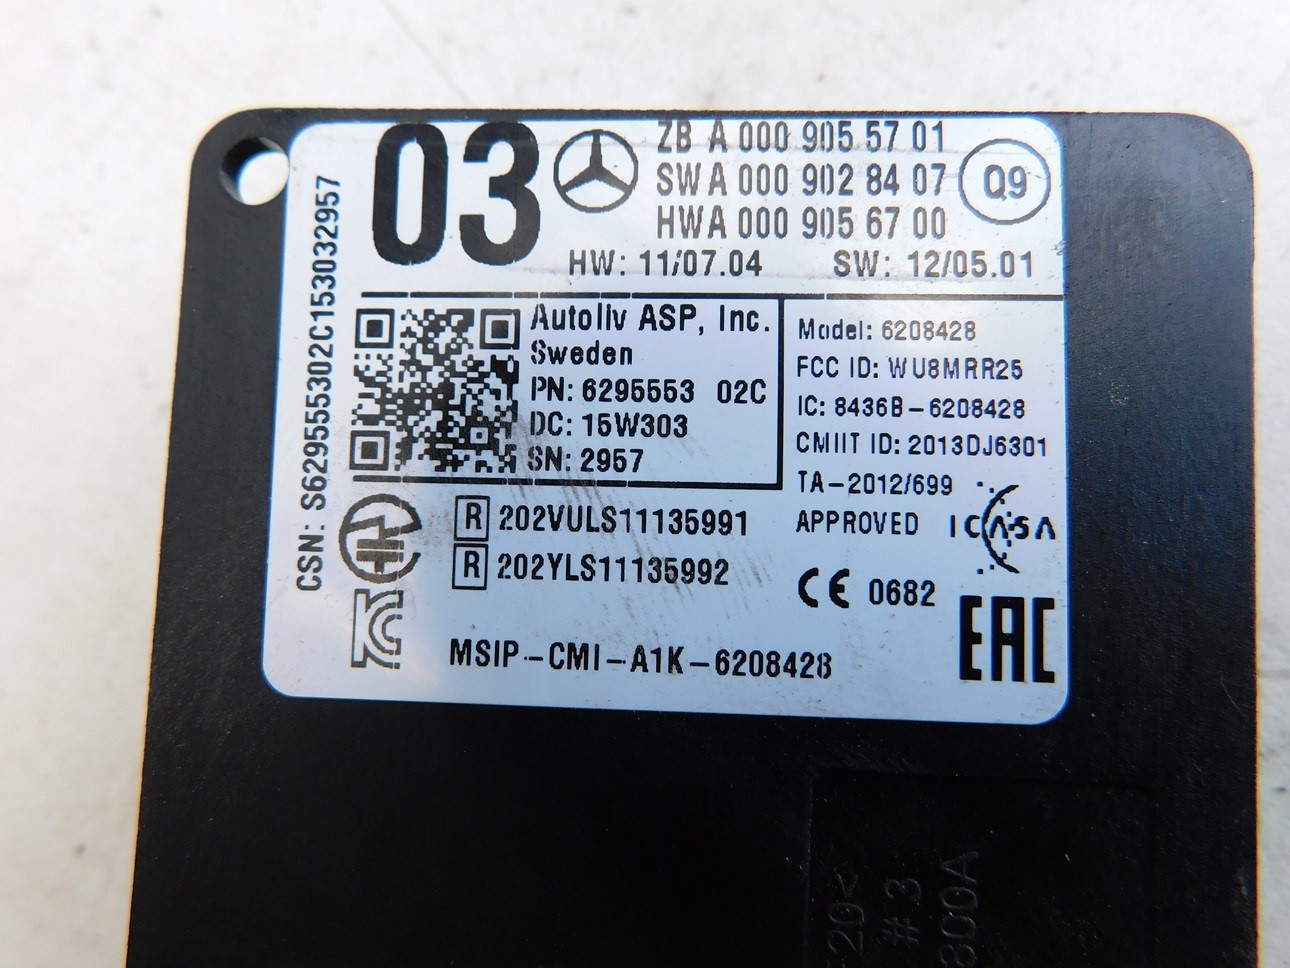 03
ZB A 000 905 57 01
SW A 000 902 84 07
HW A 000 905 67 00
Q9
HW: 11/07.04 SW: 12/05.01
CSN: S629555302C153032957
Autoliv ASP, Inc.
Sweden
PN: 6295553 02C
DC: 15W303
SN: 2957
Model: 6208428
FCC ID: WU8MRR25
IC: 8436B-6208428
CMIIT ID: 2013DJ6301
TA-2012/699
APPROVED ICASA
R 202VULS11135991
R 202YLS11135992
CE 0682
EAC
KC
MSIP-CMI-A1K-6208428
#3
800A